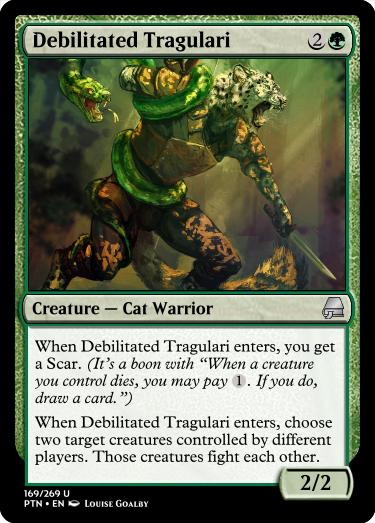 Debilitated Tragulari 2
Creature — Cat Warrior
When Debilitated Tragulari enters, you get
a Scar. (It's a boon with “When a creature
you control dies, you may pay 1. If you do,
draw a card.”)
When Debilitated Tragulari enters, choose
two target creatures controlled by different
players. Those creatures fight each other.
2/2
169/269 U
PTN • EN Louise Goalby